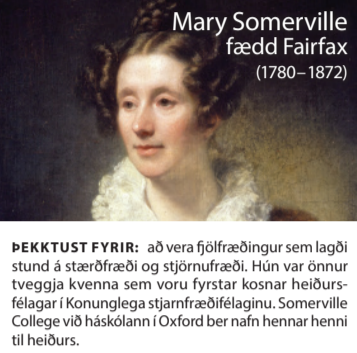 Mary Somerville
fædd Fairfax
(1780–1872)
ÞEKKTUST FYRIR: að vera fjölfræðingur sem lagði
stund á stærðfræði og stjörnufræði. Hún var önnur
tveggja kvenna sem voru fyrstar kosnar heiðurs-
félagar í Konunglega stjarnfræðifélaginu. Somerville
College við háskólann í Oxford ber nafn hennar henni
til heiðurs.